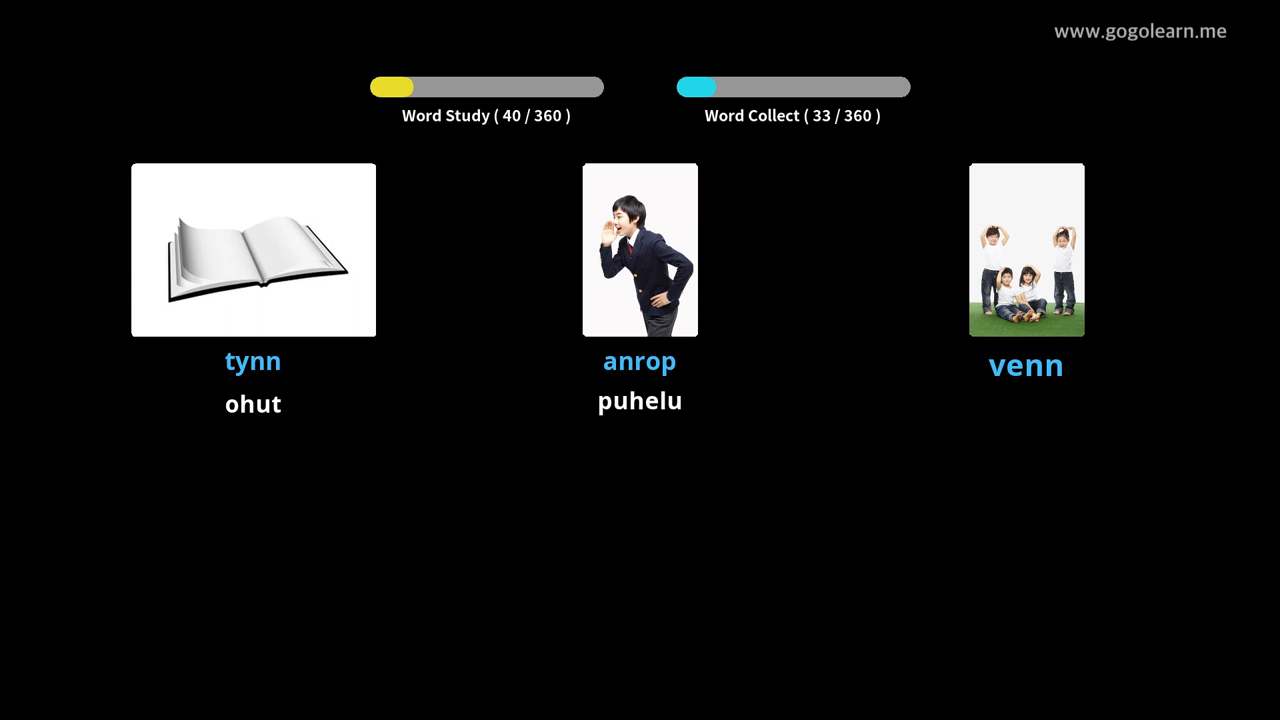 www.gogolearn.me
Word Study ( 40 / 360 )
Word Collect ( 33 / 360 )
tynn
anrop
venn
ohut
puhelu